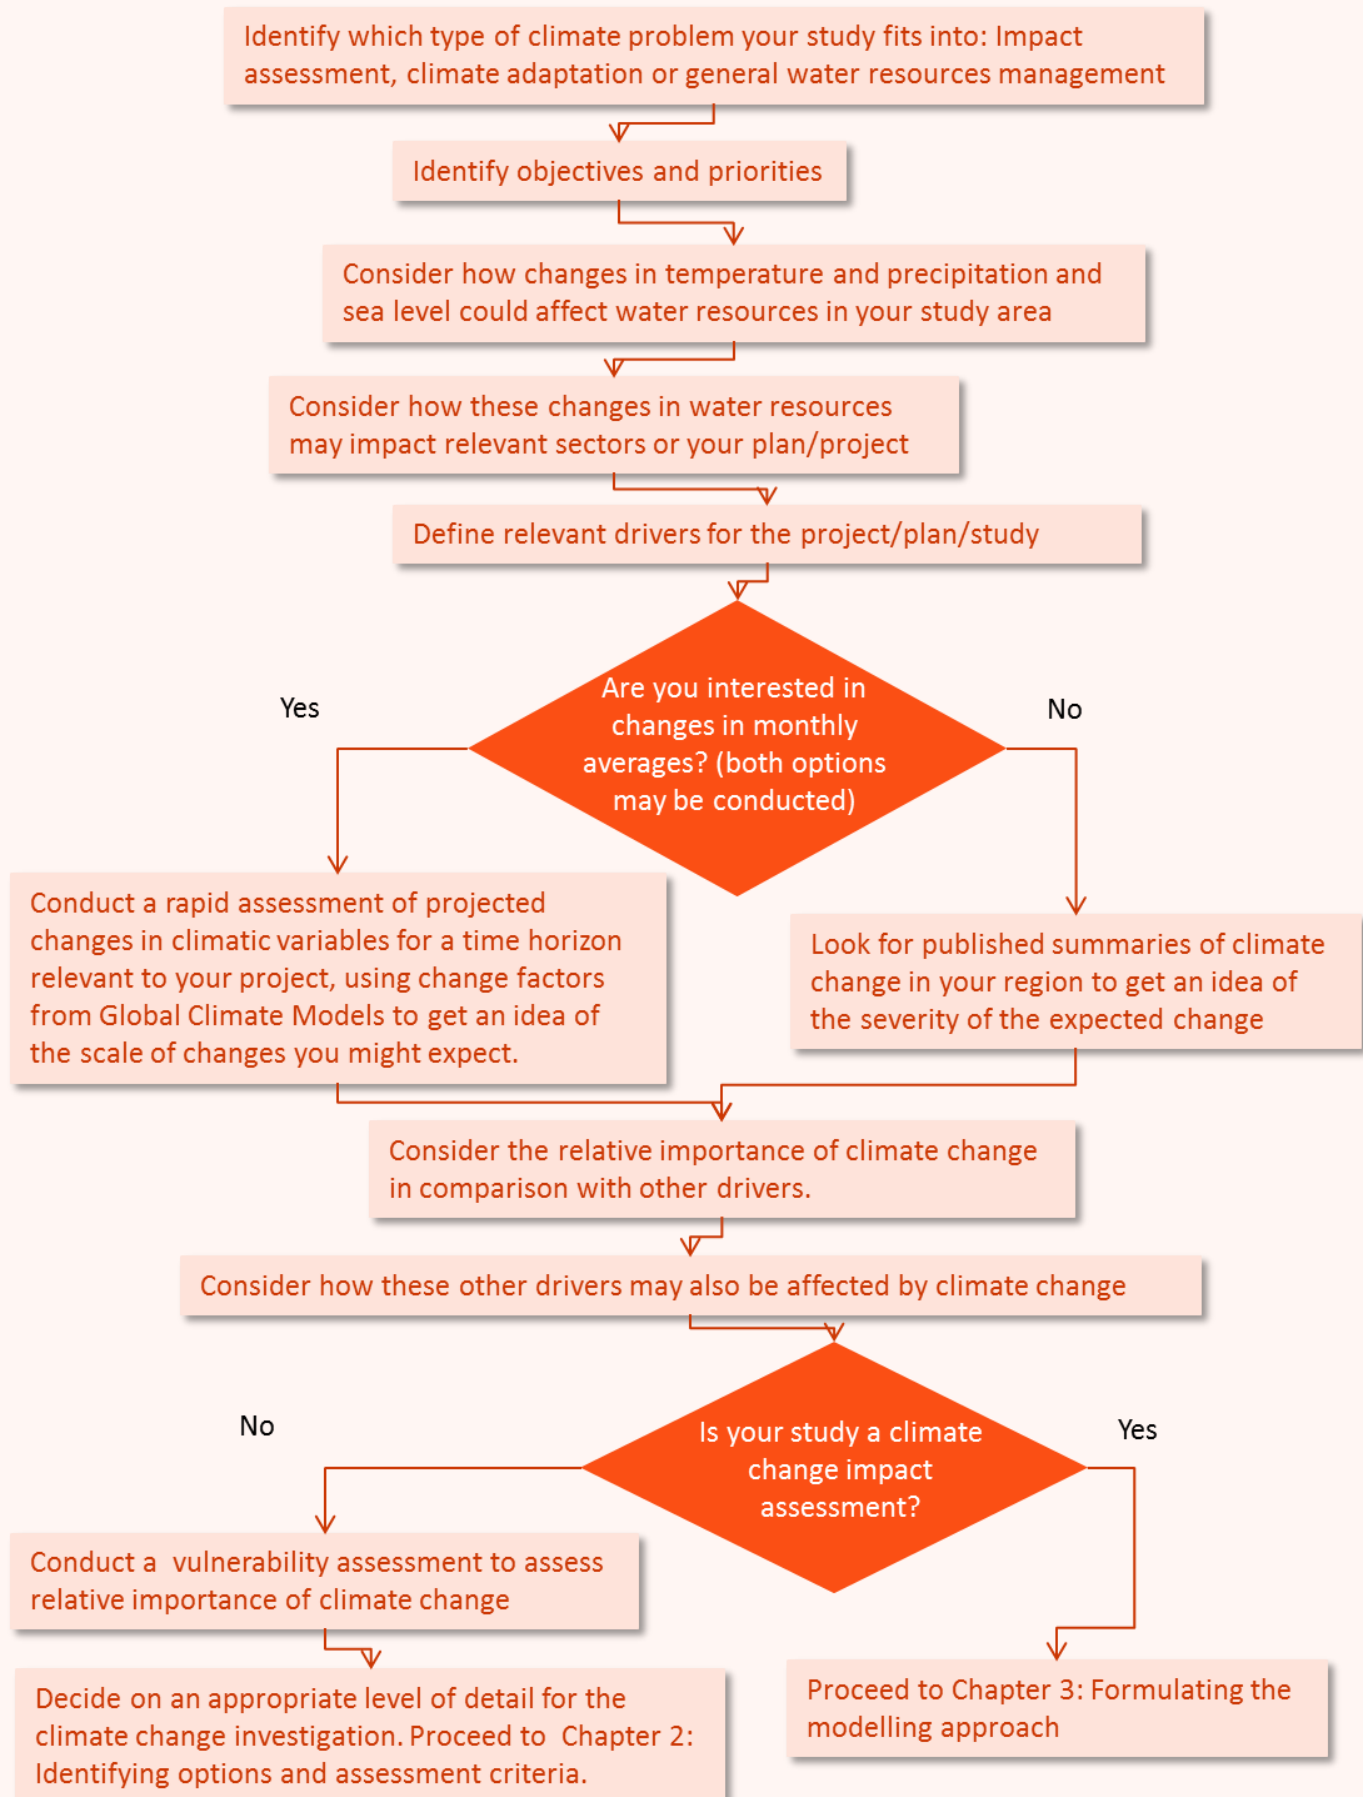 Identify which type of climate problem your study fits into: Impact
assessment, climate adaptation or general water resources management
Identify objectives and priorities
Consider how changes in temperature and precipitation and
sea level could affect water resources in your study area
Consider how these changes in water resources
may impact relevant sectors or your plan/project
Define relevant drivers for the project/plan/study
Are you interested in
changes in monthly
averages? (both options
may be conducted)
Yes
No
Conduct a rapid assessment of projected
changes in climatic variables for a time horizon
relevant to your project, using change factors
from Global Climate Models to get an idea of
the scale of changes you might expect.
Look for published summaries of climate
change in your region to get an idea of
the severity of the expected change
Consider the relative importance of climate change
in comparison with other drivers.
Consider how these other drivers may also be affected by climate change
Is your study a climate
change impact
assessment?
No
Yes
Conduct a  vulnerability assessment to assess
relative importance of climate change
Decide on an appropriate level of detail for the
climate change investigation. Proceed to  Chapter 2:
Identifying options and assessment criteria.
Proceed to Chapter 3: Formulating the
modelling approach